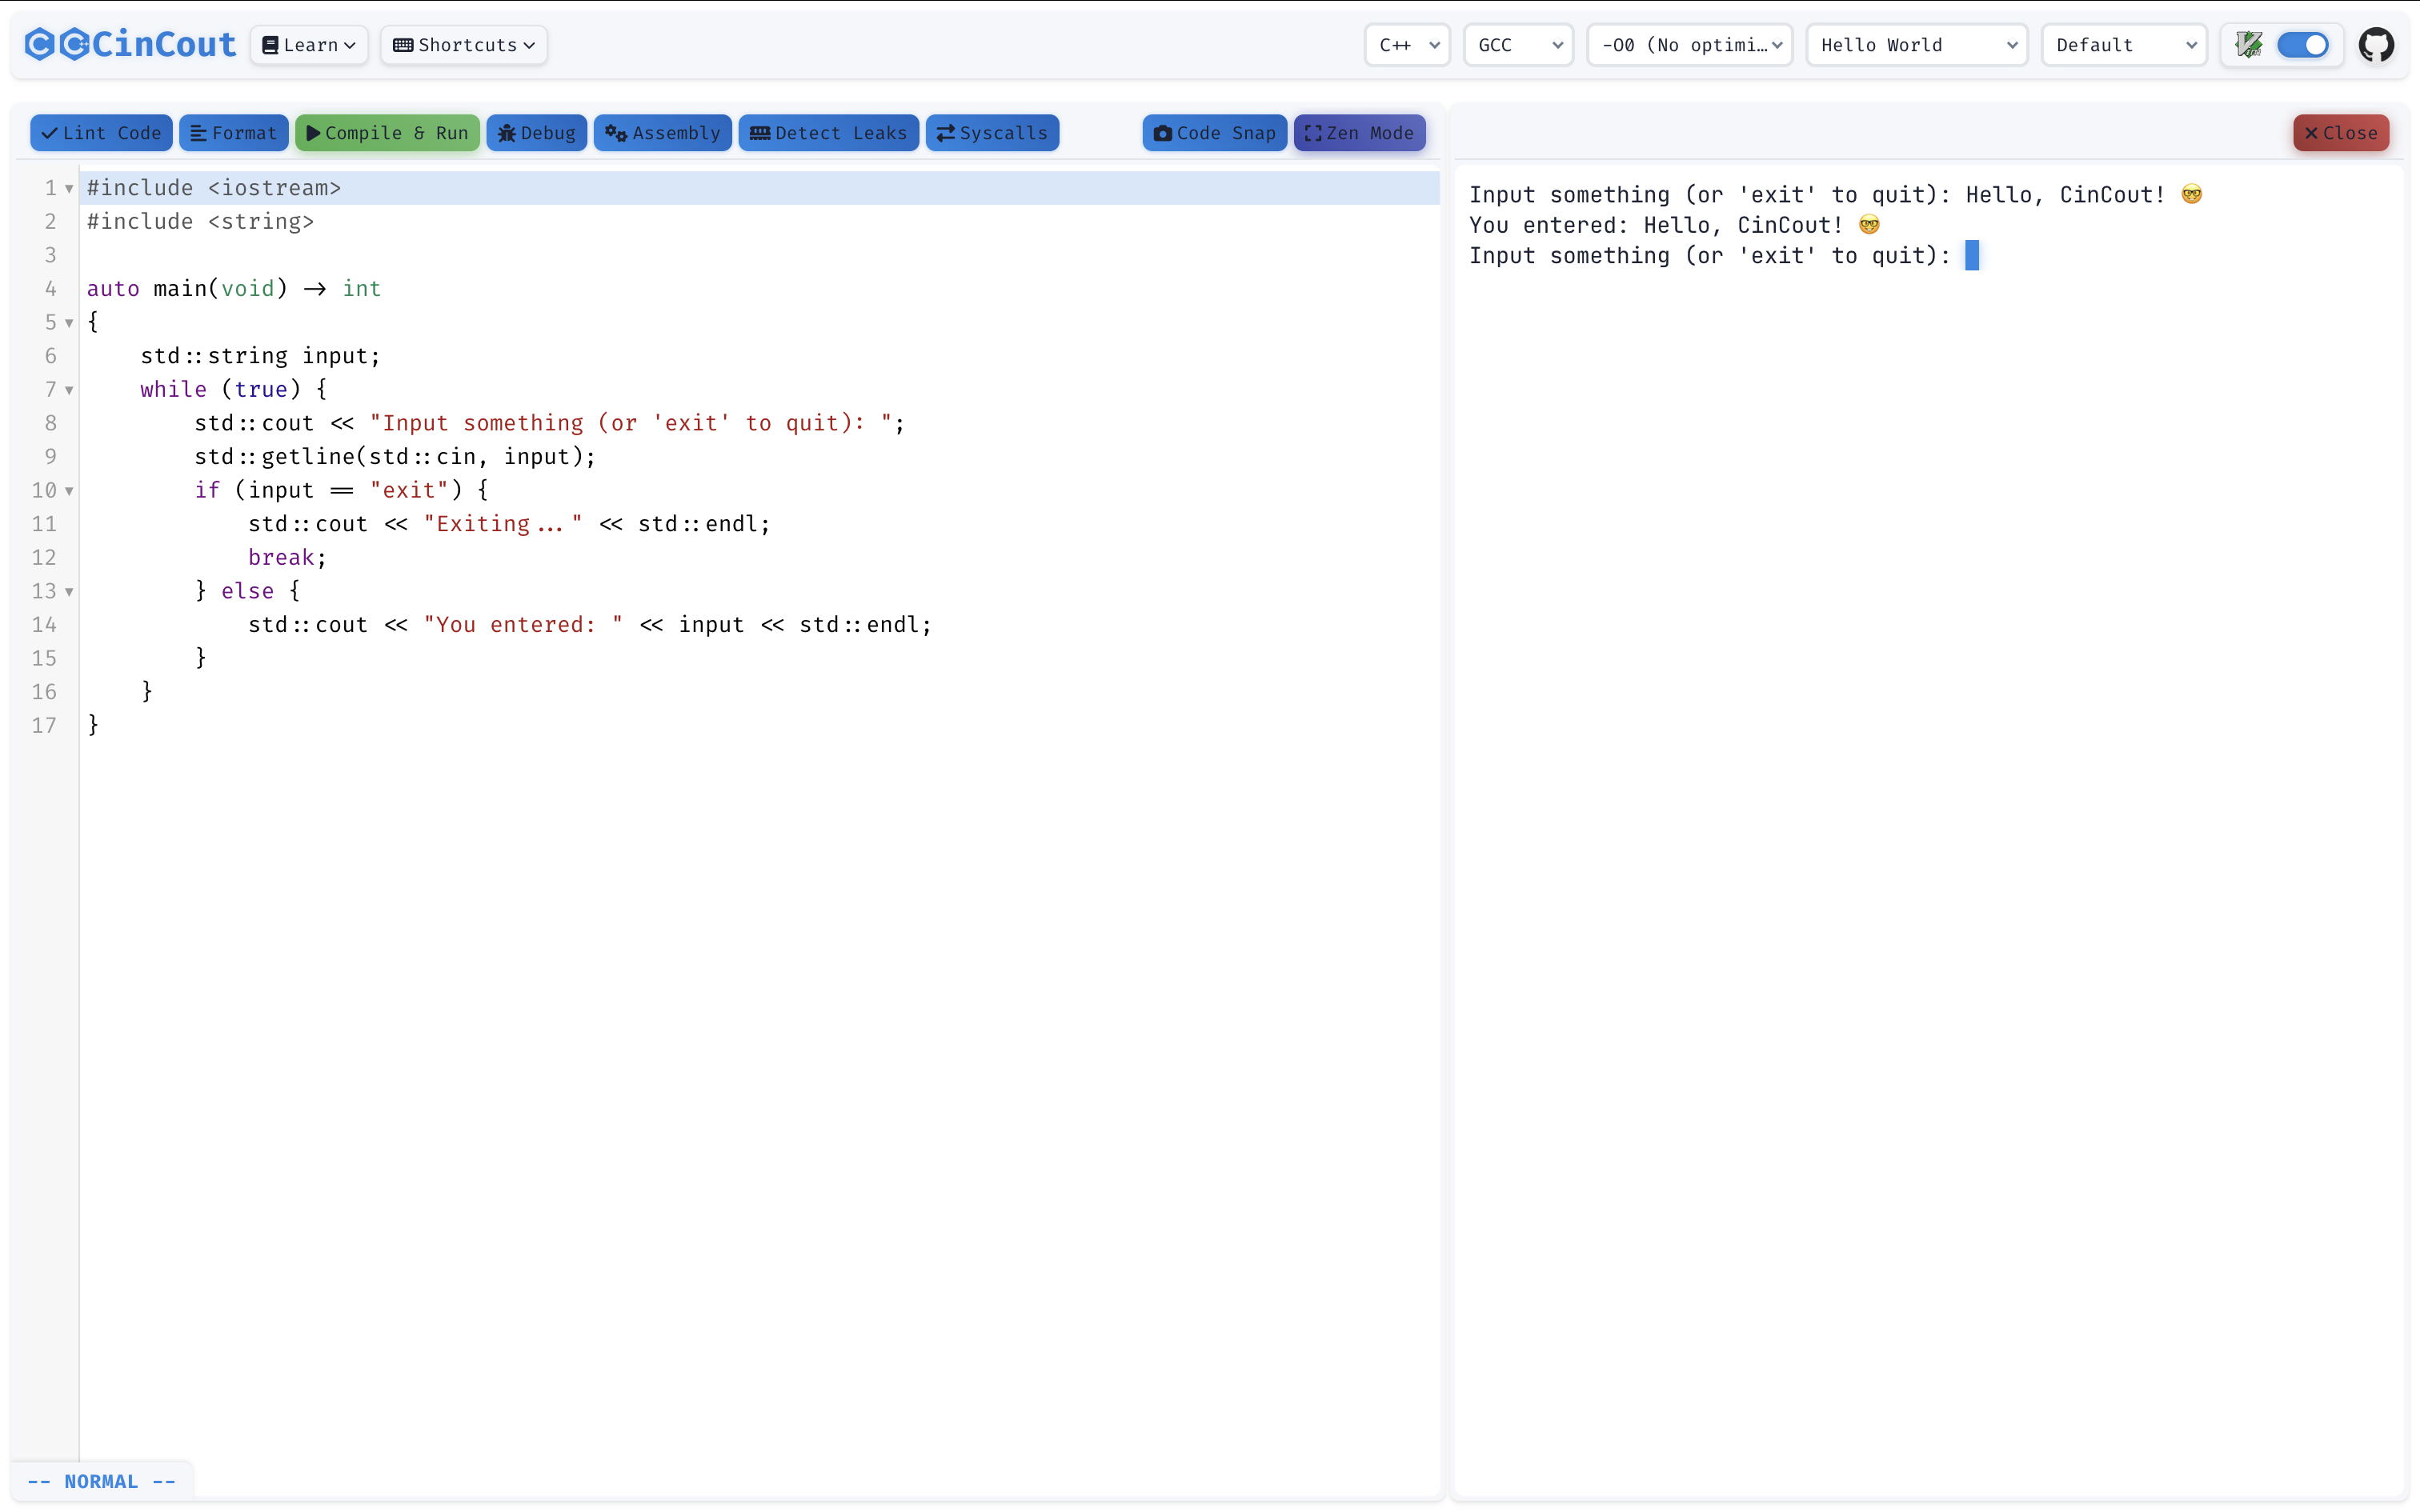 CinCout Learn Shortcuts C++ GCC -O0 (No optimi… Hello World Default
Lint Code Format Compile & Run Debug Assembly Detect Leaks Syscalls Code Snap Zen Mode Close
1 #include <iostream>
2 #include <string>
3
4 auto main(void) -> int
5 {
6     std::string input;
7     while (true) {
8         std::cout << "Input something (or 'exit' to quit): ";
9         std::getline(std::cin, input);
10         if (input == "exit") {
11             std::cout << "Exiting..." << std::endl;
12             break;
13         } else {
14             std::cout << "You entered: " << input << std::endl;
15         }
16     }
17 }
-- NORMAL --
Input something (or 'exit' to quit): Hello, CinCout! 🤓
You entered: Hello, CinCout! 🤓
Input something (or 'exit' to quit):